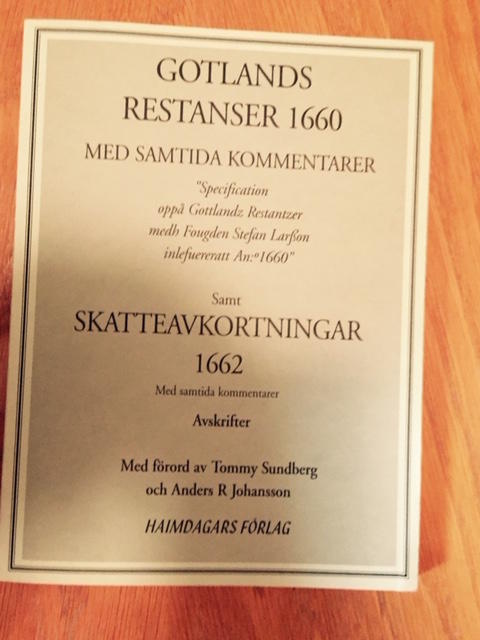 GOTLANDS
RESTANSER 1660
MED SAMTIDA KOMMENTARER
"Specification
oppå Gottlandz Restantzer
medh Fougden Stefan Larßon
inlefuereratt An:º1660"
Samt
SKATTEAVKORTNINGAR
1662
Med samtida kommentarer
Avskrifter
Med förord av Tommy Sundberg
och Anders R Johansson
HAIMDAGARS FÖRLAG